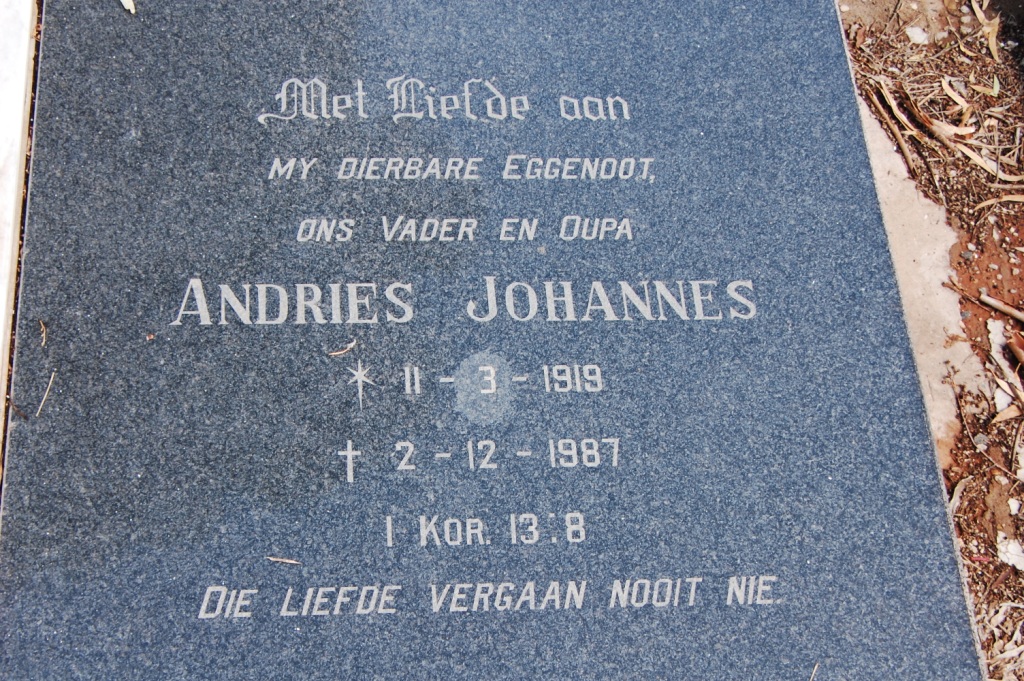 Met Liefde aan
MY DIERBARE EGGENOOT,
ONS VADER EN OUPA
ANDRIES JOHANNES
* 11 - 3 - 1919
† 2 - 12 - 1987
1 KOR. 13:8
DIE LIEFDE VERGAAN NOOIT NIE.